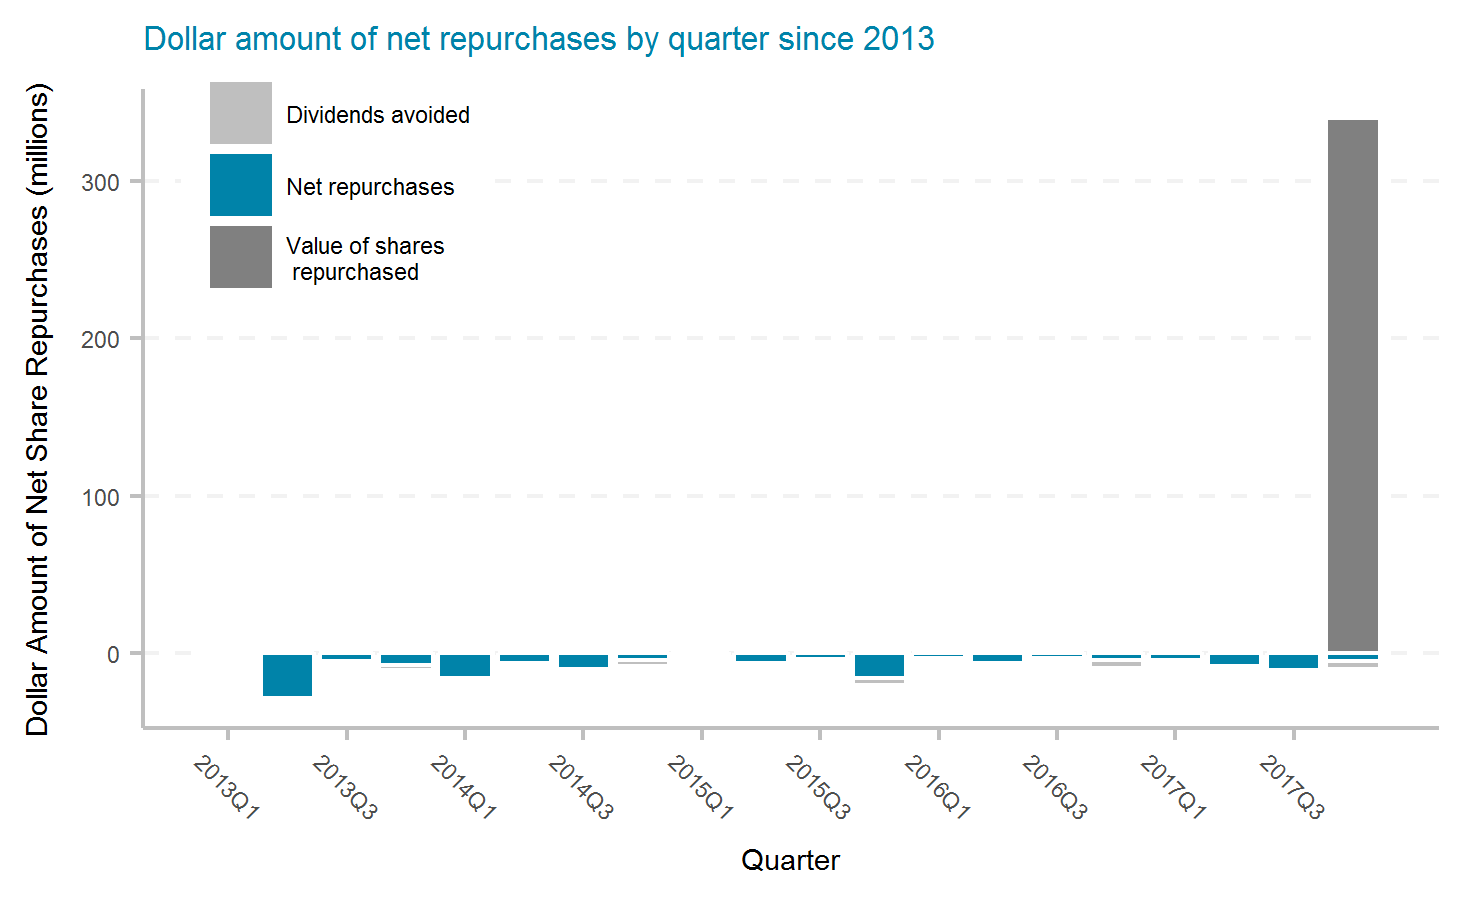 Dollar amount of net repurchases by quarter since 2013
Dollar Amount of Net Share Repurchases (millions)
Dividends avoided
Net repurchases
Value of shares
repurchased
300
200
100
0
2013Q1
2013Q3
2014Q1
2014Q3
2015Q1
2015Q3
2016Q1
2016Q3
2017Q1
2017Q3
Quarter